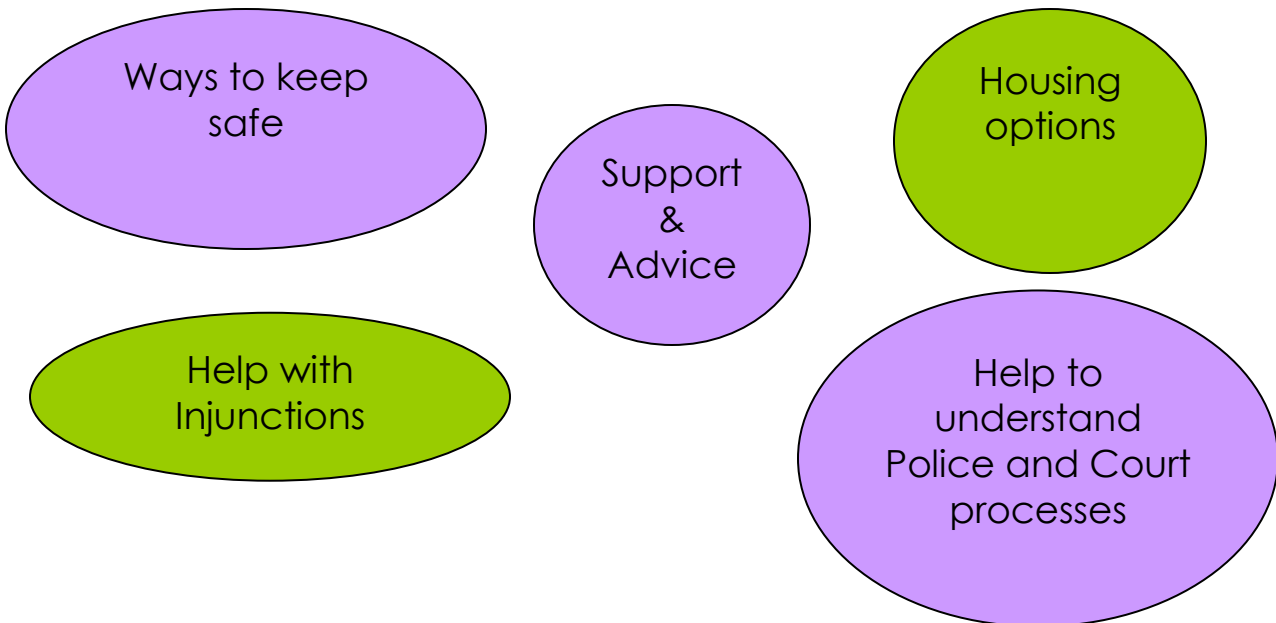 Ways to keep
safe
Support
&
Advice
Housing
options
Help with
Injunctions
Help to
understand
Police and Court
processes